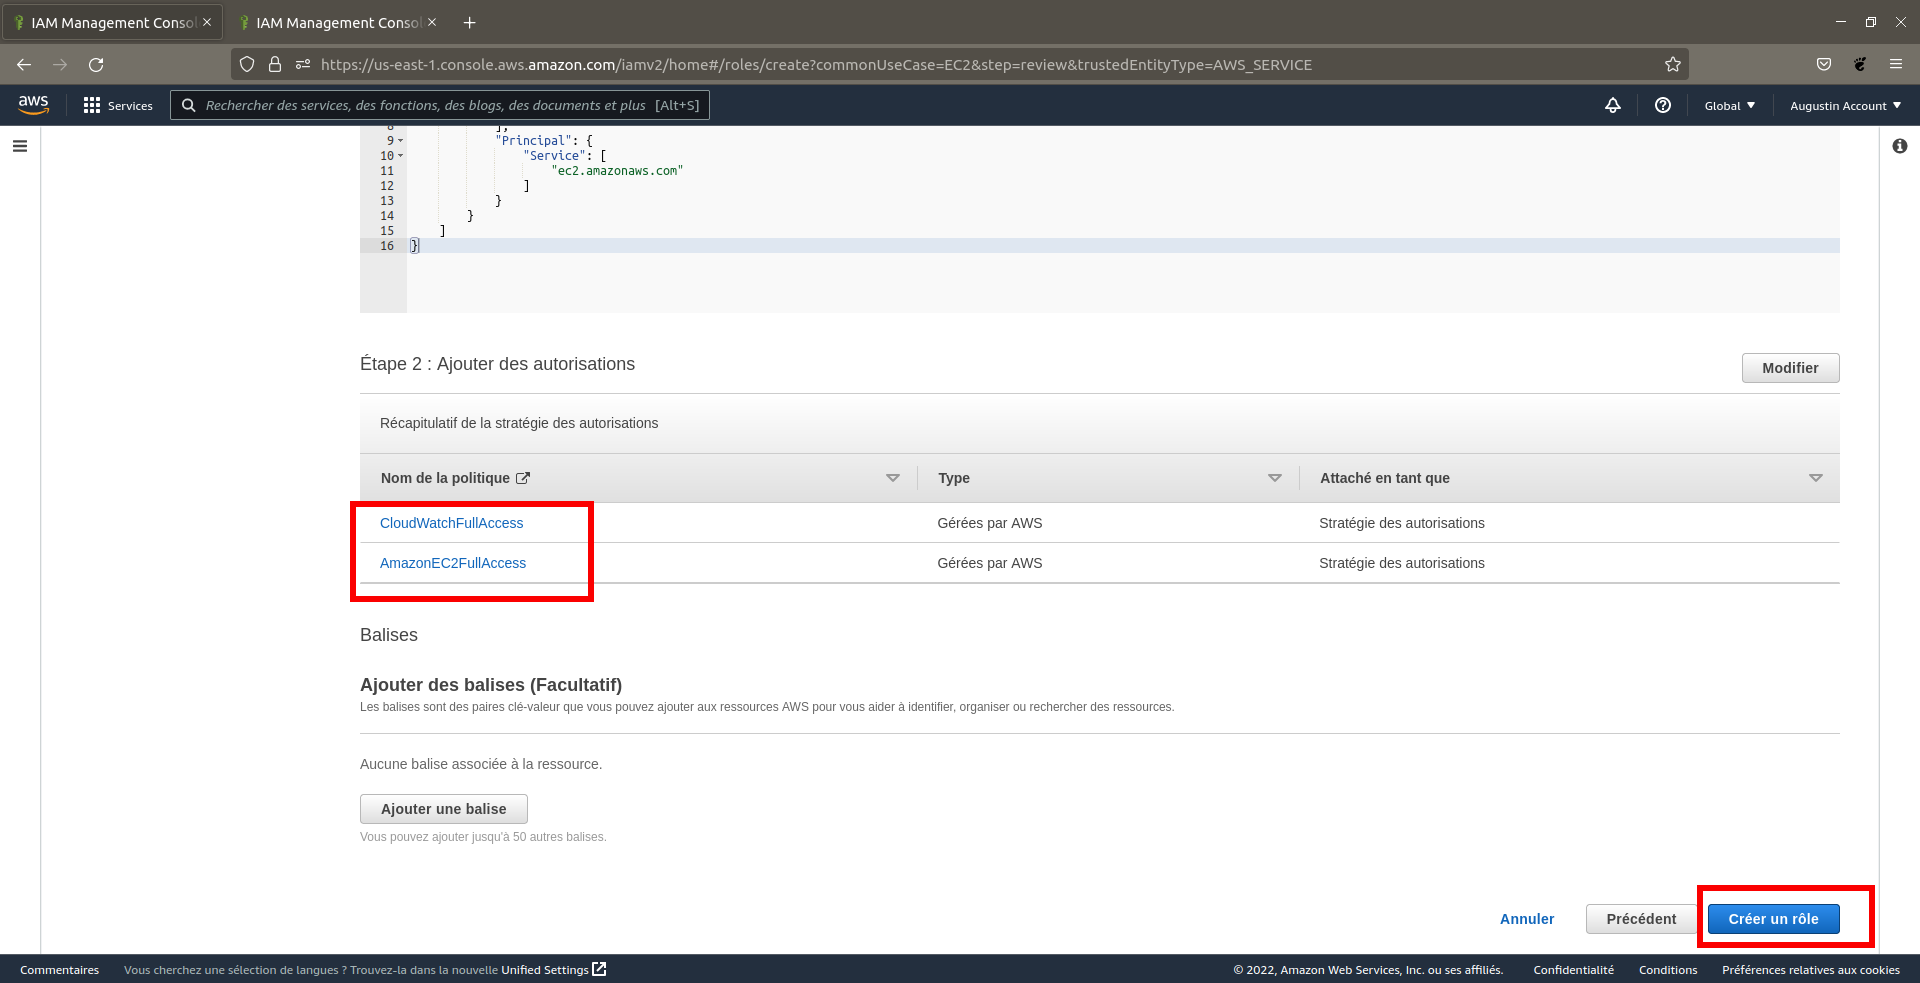 IAM Management Consol
IAM Management Consol
https://us-east-1.console.aws.amazon.com/iamv2/home#/roles/create?commonUseCase=EC2&step=review&trustedEntityType=AWS_SERVICE
aws
Services
Rechercher des services, des fonctions, des blogs, des documents et plus [Alt+S]
Global
Augustin Account
8 ],
9 "Principal": {
10 "Service": [
11 "ec2.amazonaws.com"
12 ]
13 }
14 }
15 ]
16 }
Étape 2 : Ajouter des autorisations
Modifier
Récapitulatif de la stratégie des autorisations
Nom de la politique Type Attaché en tant que
CloudWatchFullAccess Gérées par AWS Stratégie des autorisations
AmazonEC2FullAccess Gérées par AWS Stratégie des autorisations
Balises
Ajouter des balises (Facultatif)
Les balises sont des paires clé-valeur que vous pouvez ajouter aux ressources AWS pour vous aider à identifier, organiser ou rechercher des ressources.
Aucune balise associée à la ressource.
Ajouter une balise
Vous pouvez ajouter jusqu'à 50 autres balises.
Annuler Précédent Créer un rôle
Commentaires Vous cherchez une sélection de langues ? Trouvez-la dans la nouvelle Unified Settings © 2022, Amazon Web Services, Inc. ou ses affiliés. Confidentialité Conditions Préférences relatives aux cookies